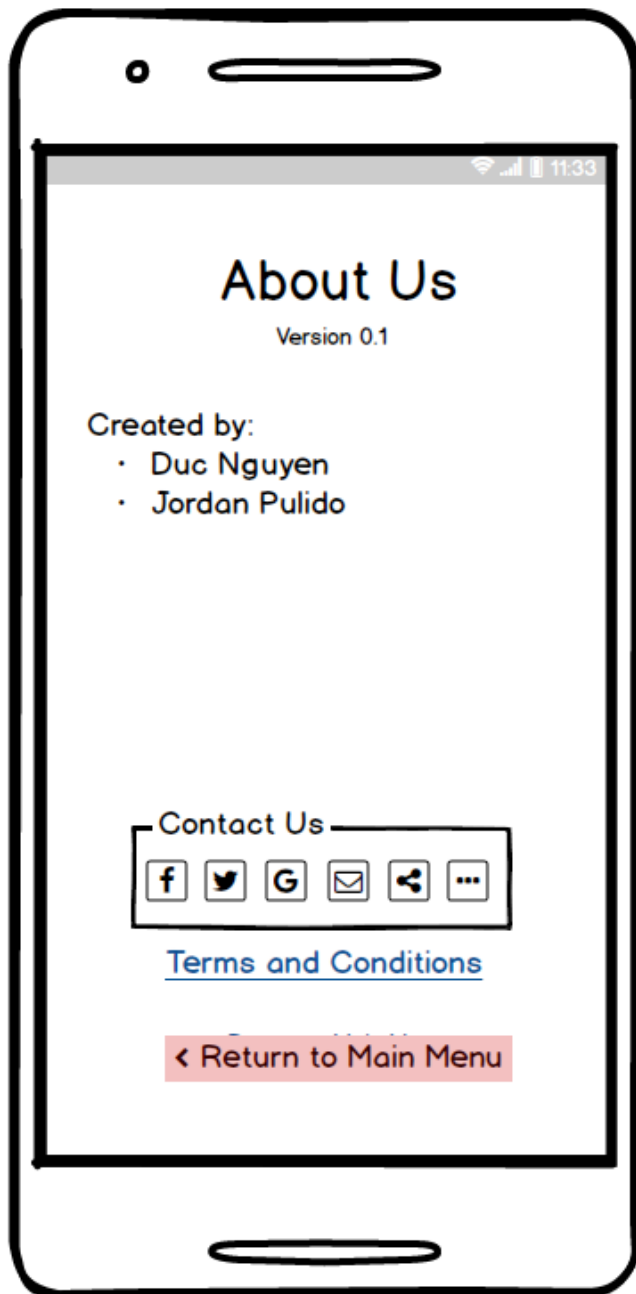 11:33
About Us
Version 0.1
Created by:
· Duc Nguyen
· Jordan Pulido
Contact Us
Terms and Conditions
< Return to Main Menu